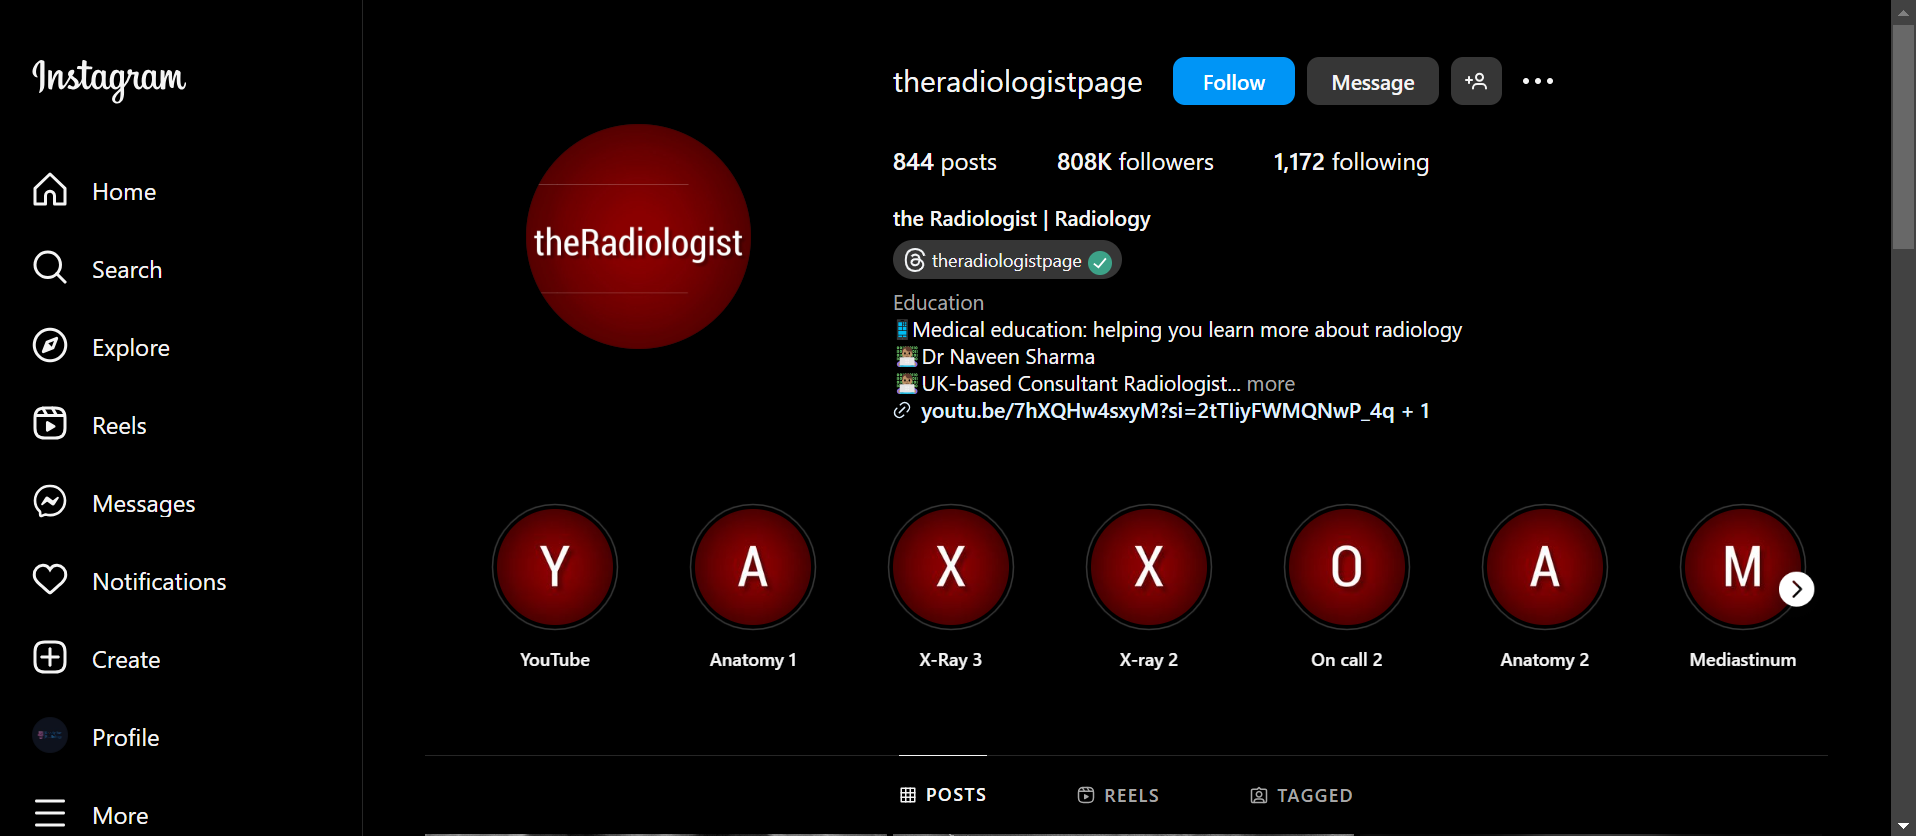 Instagram
Home
Search
Explore
Reels
Messages
Notifications
Create
Profile
More
theRadiologist
theradiologistpage
Follow
Message
844 posts
808K followers
1,172 following
the Radiologist | Radiology
theradiologistpage
Education
Medical education: helping you learn more about radiology
Dr Naveen Sharma
UK-based Consultant Radiologist... more
youtu.be/7hXQHw4sxyM?si=2tTIiyFWMQNwP_4q + 1
Y
A
X
X
O
A
M
YouTube
Anatomy 1
X-Ray 3
X-ray 2
On call 2
Anatomy 2
Mediastinum
POSTS
REELS
TAGGED